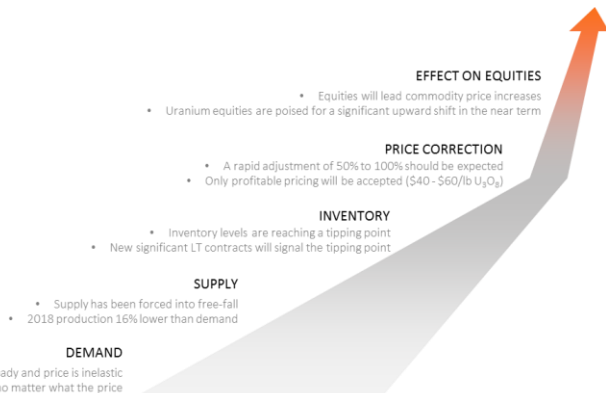 EFFECT ON EQUITIES
• Equities will lead commodity price increases
• Uranium equities are poised for a significant upward shift in the near term
PRICE CORRECTION
• A rapid adjustment of 50% to 100% should be expected
• Only profitable pricing will be accepted ($40 - $60/lb U₃O₈)
INVENTORY
• Inventory levels are reaching a tipping point
• New significant LT contracts will signal the tipping point
SUPPLY
• Supply has been forced into free-fall
• 2018 production 16% lower than demand
DEMAND
and price is inelastic
no matter what the price